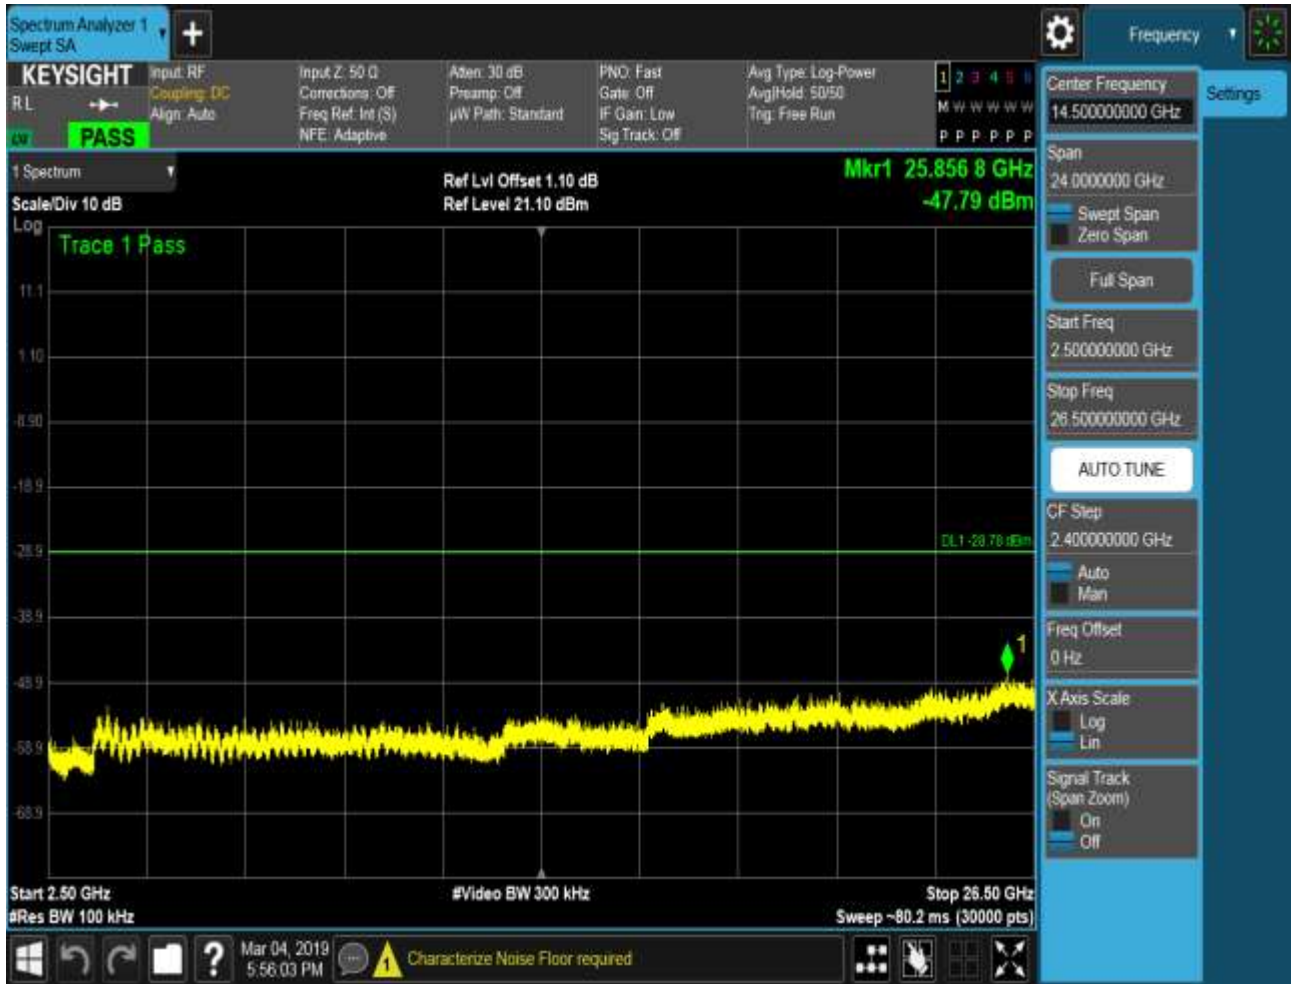 Spectrum Analyzer 1
Swept SA
+
Frequency
KEYSIGHT
R L
LW
PASS
Input: RF
Coupling: DC
Align: Auto
Input Z: 50 Ω
Corrections: Off
Freq Ref: Int (S)
NFE: Adaptive
Atten: 30 dB
Preamp: Off
µW Path: Standard
PNO: Fast
Gate: Off
IF Gain: Low
Sig Track: Off
Avg Type: Log-Power
Avg|Hold: 50/50
Trig: Free Run
1 2 3 4 5 6
M W W W W W
P P P P P P
Center Frequency
14.500000000 GHz
Settings
1 Spectrum
Scale/Div 10 dB
Ref Lvl Offset 1.10 dB
Ref Level 21.10 dBm
Mkr1 25.856 8 GHz
-47.79 dBm
Log
Trace 1 Pass
11.1
1.10
-8.90
-18.9
-28.9
-38.9
-48.9
-58.9
-68.9
DL1 -28.78 dBm
1
Start 2.50 GHz
#Res BW 100 kHz
#Video BW 300 kHz
Stop 26.50 GHz
Sweep ~80.2 ms (30000 pts)
Span
24.0000000 GHz
Swept Span
Zero Span
Full Span
Start Freq
2.500000000 GHz
Stop Freq
26.500000000 GHz
AUTO TUNE
CF Step
2.400000000 GHz
Auto
Man
Freq Offset
0 Hz
X Axis Scale
Log
Lin
Signal Track
(Span Zoom)
On
Off
?
Mar 04, 2019
5:56:03 PM
1
Characterize Noise Floor required